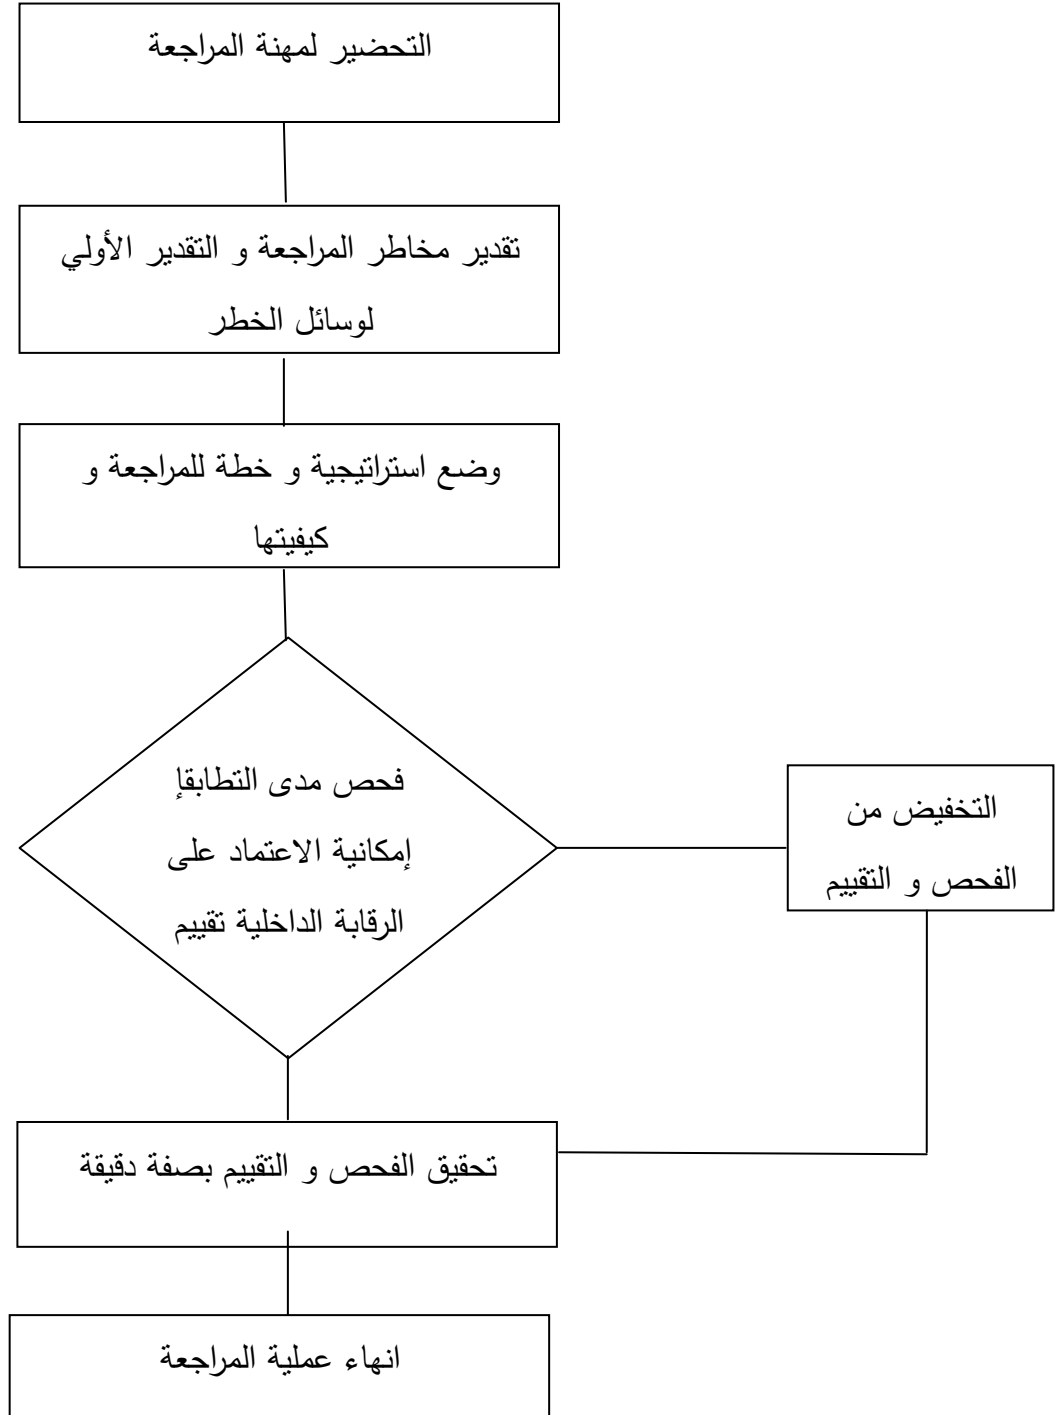 التحضير لمهنة المراجعة
تقدير مخاطر المراجعة و التقدير الأولي
لوسائل الخطر
وضع استراتيجية و خطة للمراجعة و
كيفيتها
فحص مدى التطابقإ
إمكانية الاعتماد على
الرقابة الداخلية تقييم
التخفيض من
الفحص و التقييم
تحقيق الفحص و التقييم بصفة دقيقة
انهاء عملية المراجعة